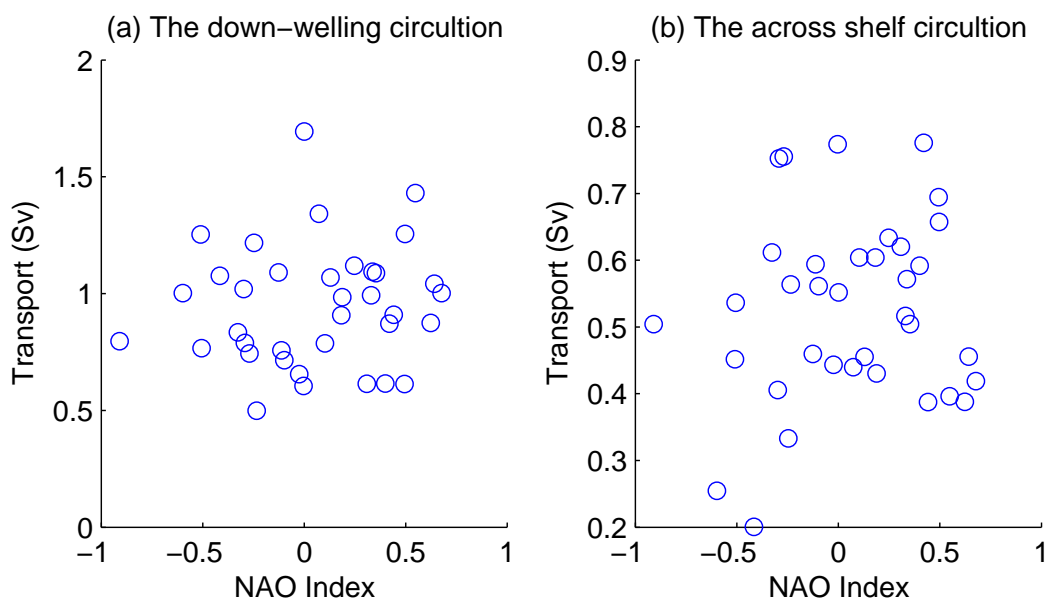 (a) The down−welling circultion
2
1.5
1
0.5
0
Transport (Sv)
−1 −0.5 0 0.5 1
NAO Index
(b) The across shelf circultion
0.9
0.8
0.7
0.6
0.5
0.4
0.3
0.2
Transport (Sv)
−1 −0.5 0 0.5 1
NAO Index